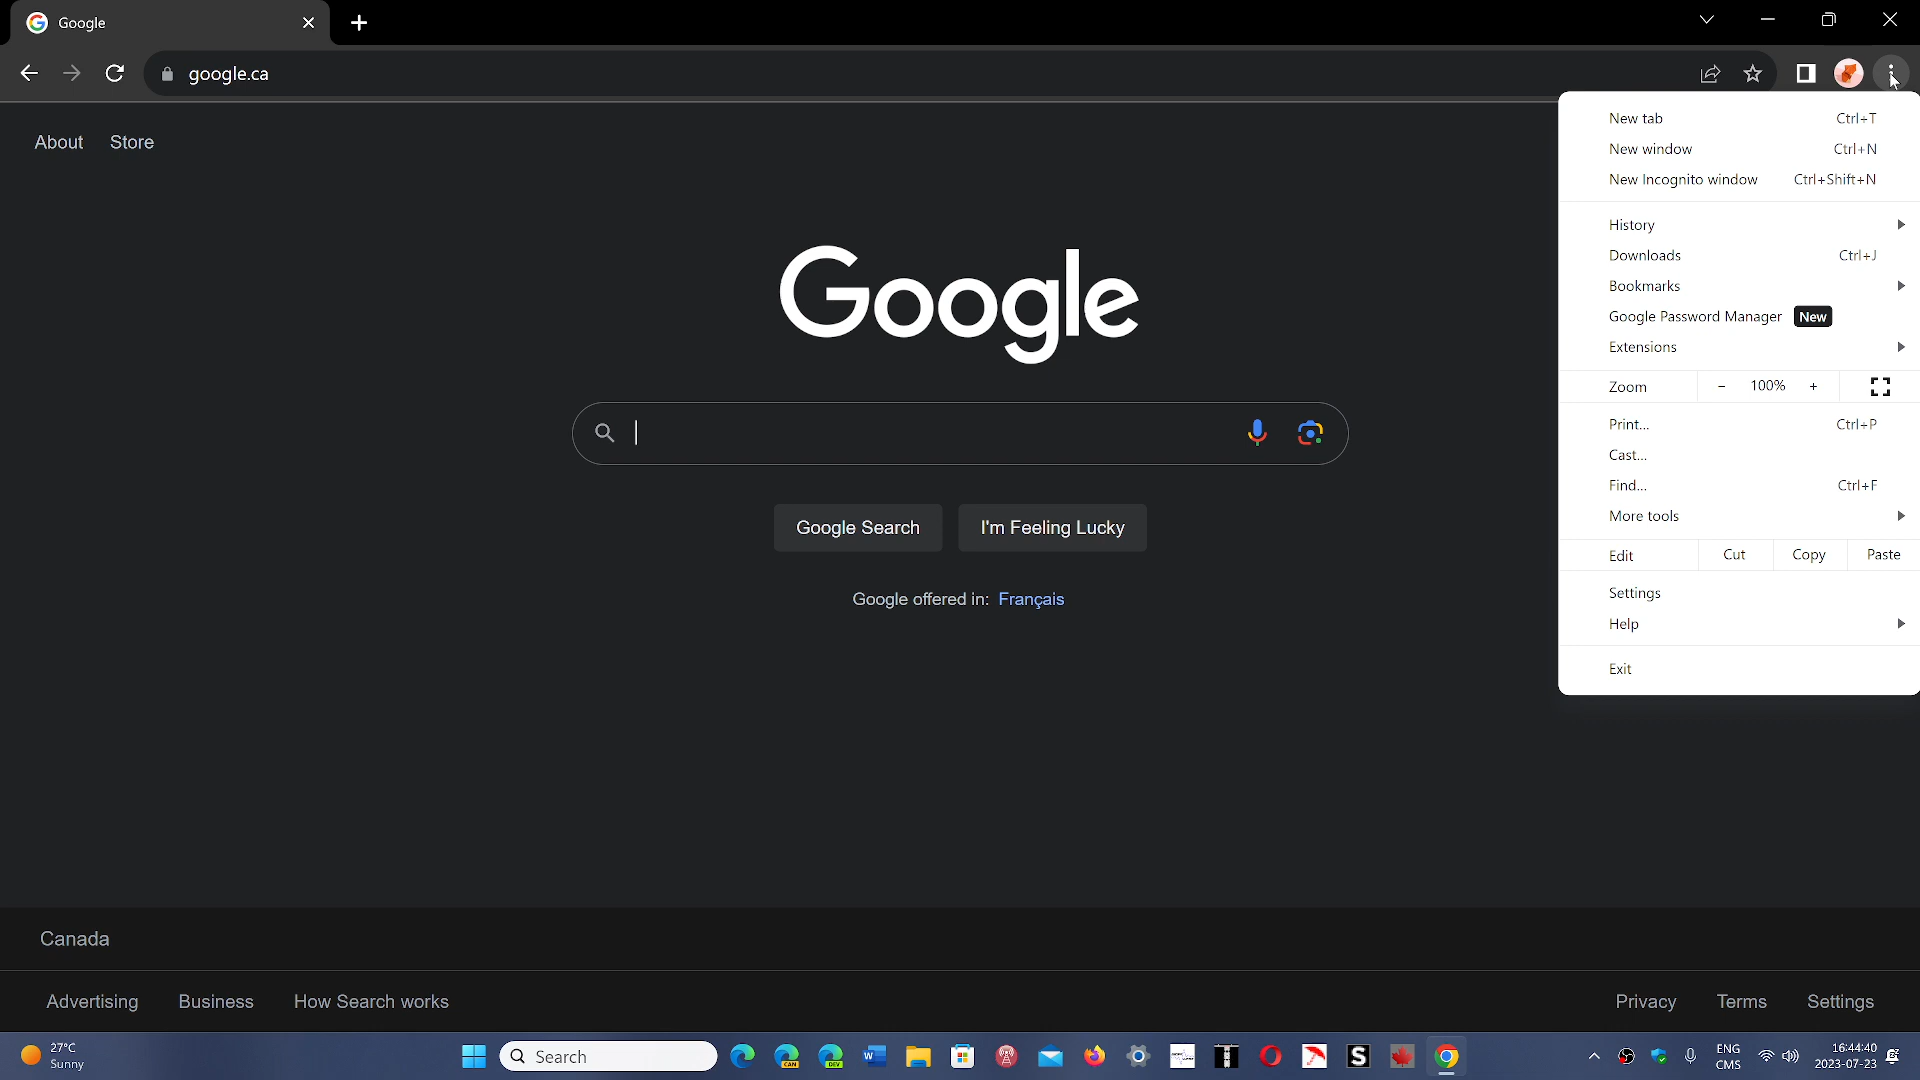 Google
google.ca
About Store
New tab Ctrl+T
New window Ctrl+N
New Incognito window Ctrl+Shift+N
History
Downloads Ctrl+J
Bookmarks
Google Password Manager New
Extensions
Zoom - 100% +
Print... Ctrl+P
Cast...
Find... Ctrl+F
More tools
Edit Cut Copy Paste
Settings
Help
Exit
Google
Google Search I'm Feeling Lucky
Google offered in: Français
Canada
Advertising Business How Search works Privacy Terms Settings
27°C
Sunny
Search
CAN
DEV
W
S
ENG
CMS
16:44:40
2023-07-23